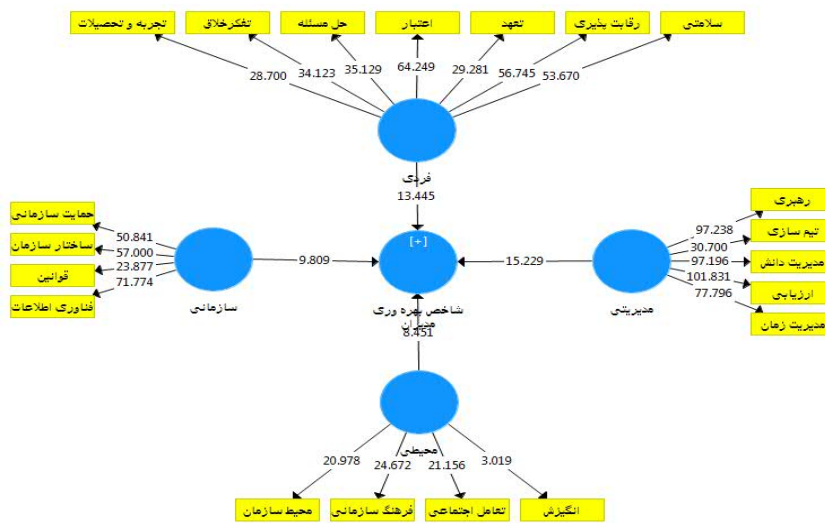 تجربه و تحصیلات
تفکرخلاق
حل مسئله
اعتبار
تعهد
رقابت پذیری
سلامتی
28.700
34.123
35.129
64.249
29.281
56.745
53.670
فردی
13.445
حمایت سازمانی
ساختار سازمان
قوانین
فناوری اطلاعات
50.841
57.000
23.877
71.774
سازمانی
9.809
[+]
شاخص بهره وری
مدیران
15.229
مدیریتی
97.238
30.700
97.196
101.831
77.796
رهبری
تیم سازی
مدیریت دانش
ارزیابی
مدیریت زمان
8.451
محیطی
20.978
24.672
21.156
3.019
محیط سازمان
فرهنگ سازمانی
تعامل اجتماعی
انگیزش